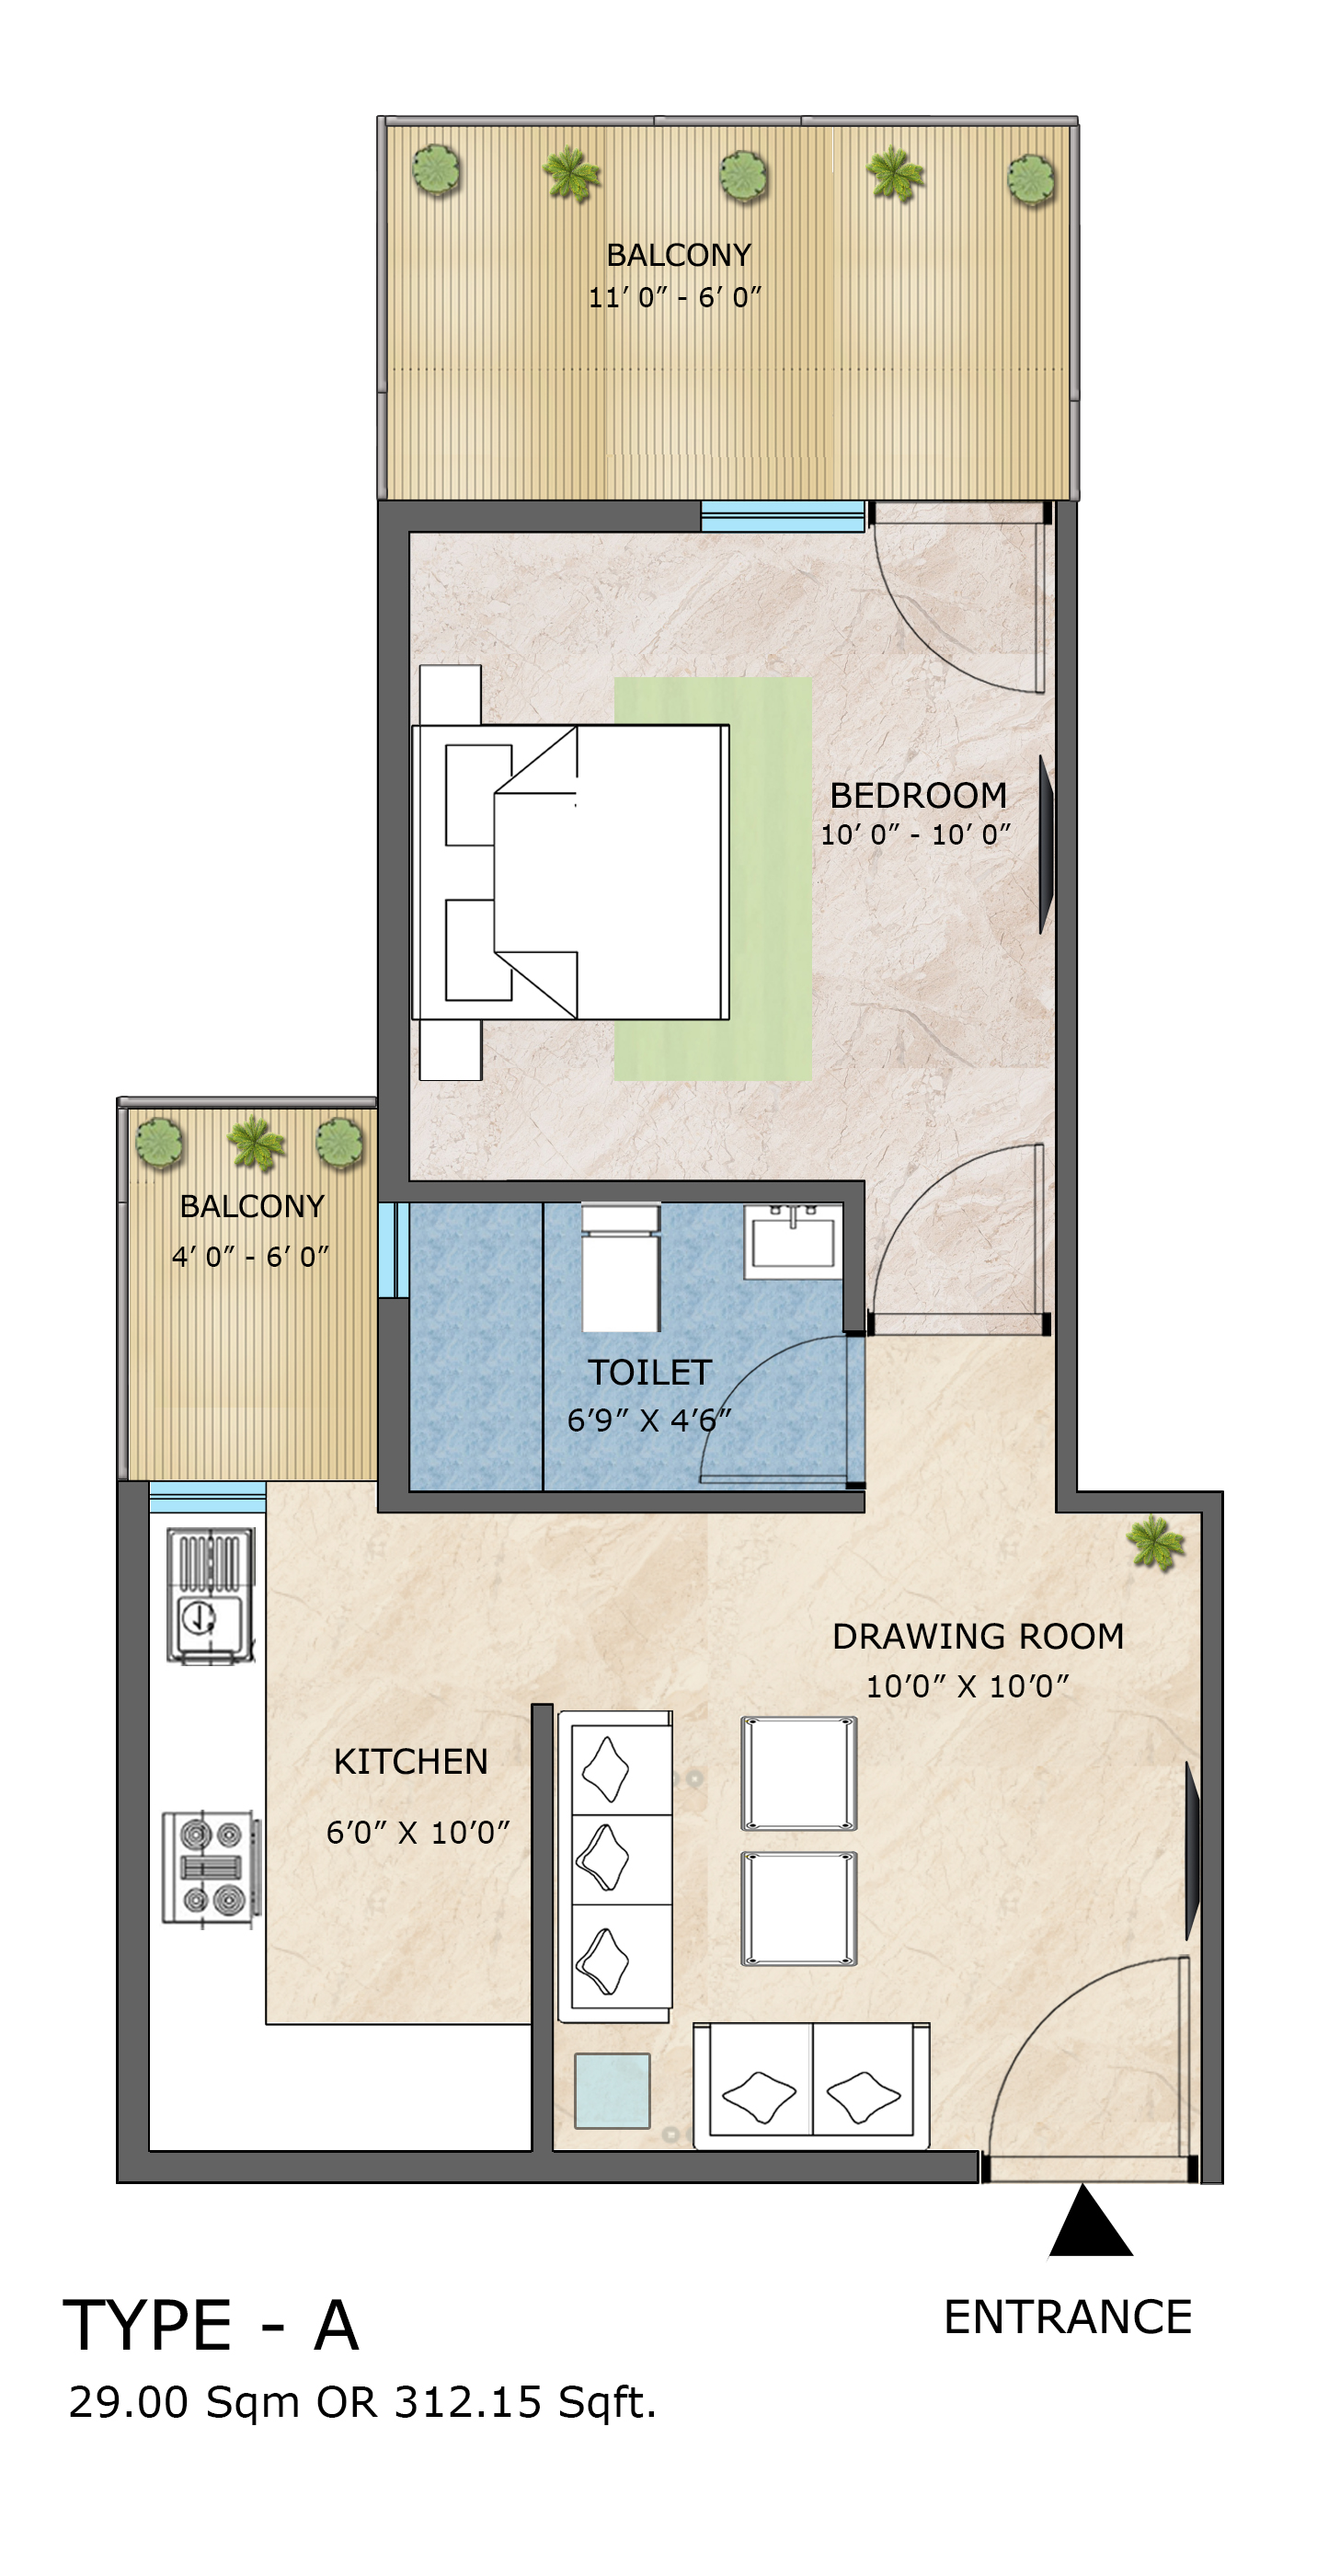 BALCONY
11’ 0” - 6’ 0”
BEDROOM
10’ 0” - 10’ 0”
BALCONY
4’ 0” - 6’ 0”
TOILET
6’9” X 4’6”
DRAWING ROOM
10’0” X 10’0”
KITCHEN
6’0” X 10’0”
TYPE - A
29.00 Sqm OR 312.15 Sqft.
ENTRANCE